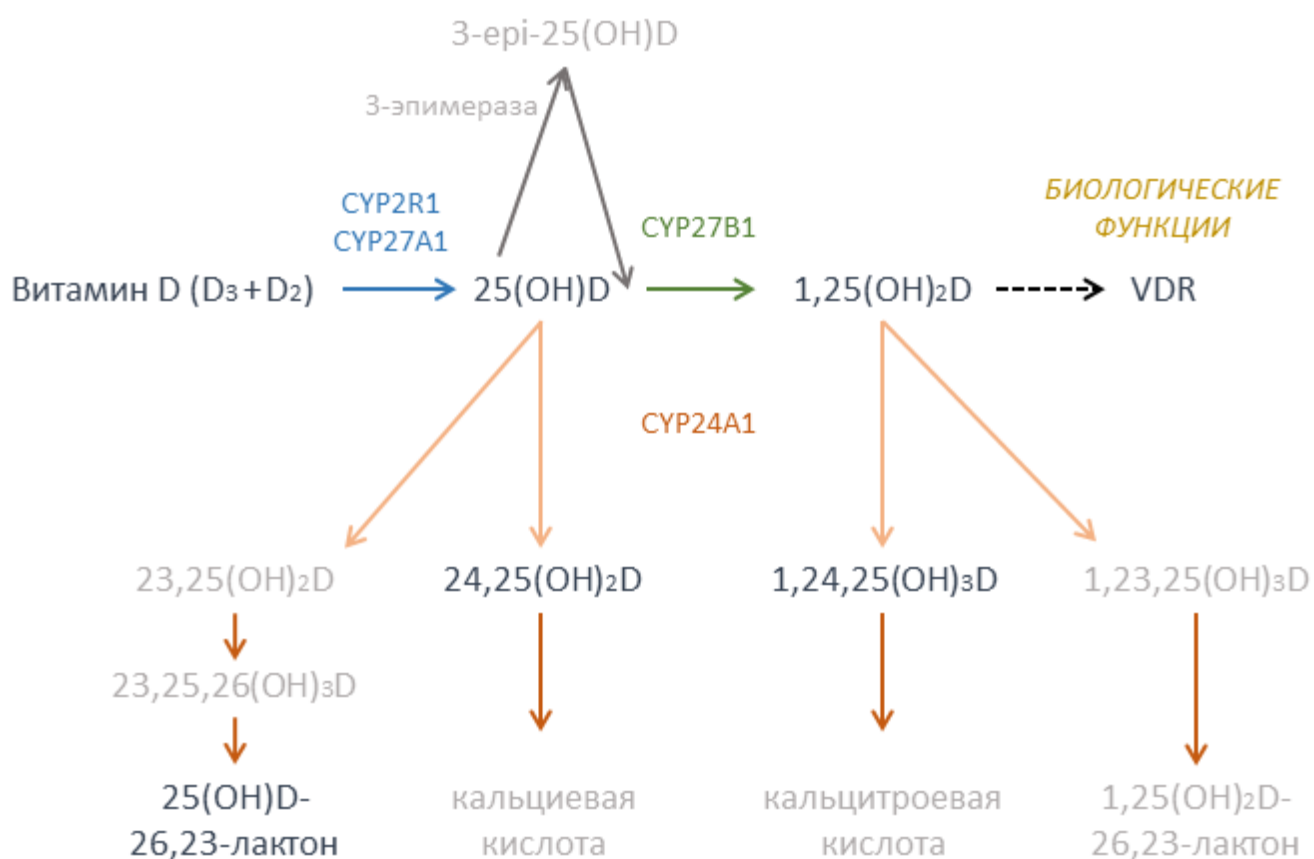 3-epi-25(OH)D
3-эпимераза
CYP2R1
CYP27A1
CYP27B1
БИОЛОГИЧЕСКИЕ
ФУНКЦИИ
Витамин D (D₃+D₂)
25(OH)D
1,25(OH)₂D
VDR
CYP24A1
23,25(OH)₂D
24,25(OH)₂D
1,24,25(OH)₃D
1,23,25(OH)₃D
23,25,26(OH)₃D
25(OH)D-
26,23-лактон
кальциевая
кислота
кальцитроевая
кислота
1,25(OH)₂D-
26,23-лактон